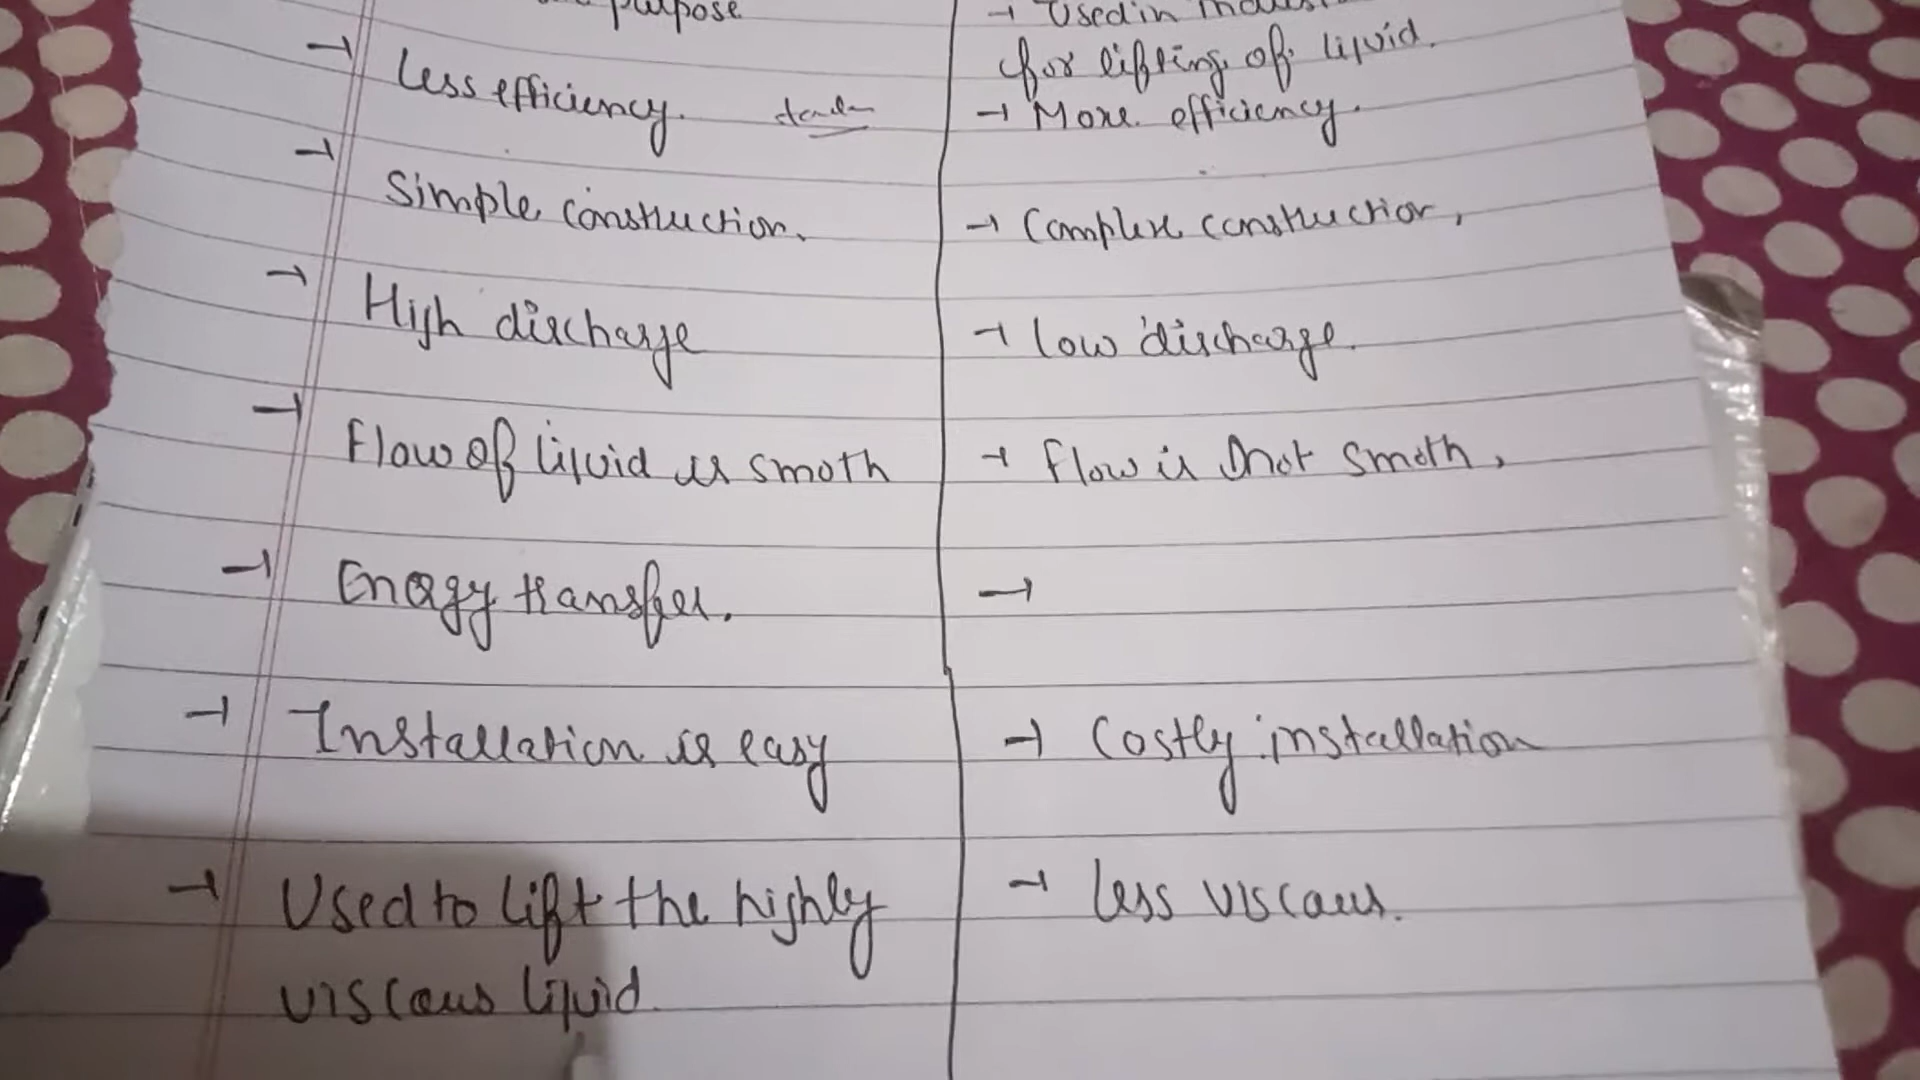 purpose
→ Used in
for lifting of liquid.
→ Less efficiency.
→ More efficiency.
→ Simple construction.
→ Complex construction,
→ High discharge
→ low discharge.
→ Flow of liquid is smoth
→ flow is not smoth,
→ Energy transfer.
→
→ Installation is easy
→ Costly installation
→ Used to lift the highly
viscous liquid.
→ less viscous.